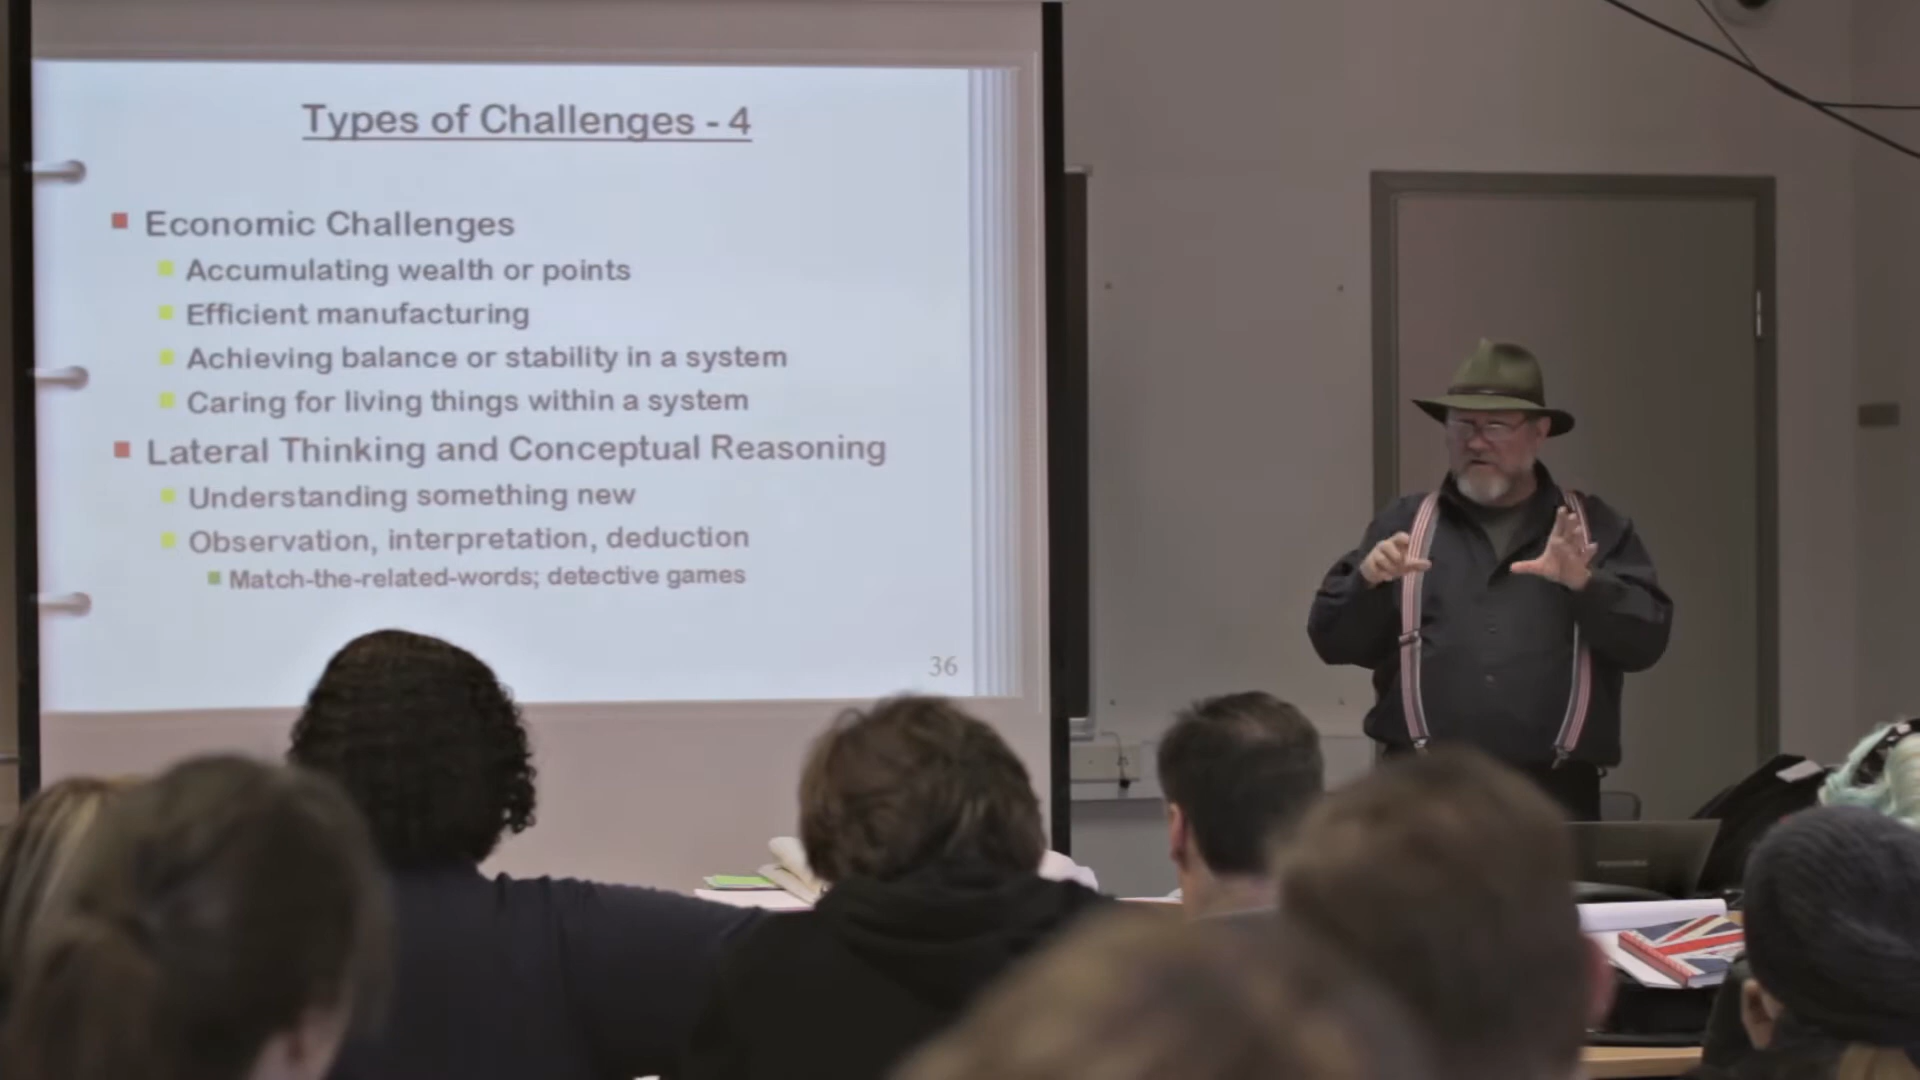 Types of Challenges - 4
Economic Challenges
Accumulating wealth or points
Efficient manufacturing
Achieving balance or stability in a system
Caring for living things within a system
Lateral Thinking and Conceptual Reasoning
Understanding something new
Observation, interpretation, deduction
Match-the-related-words; detective games
36